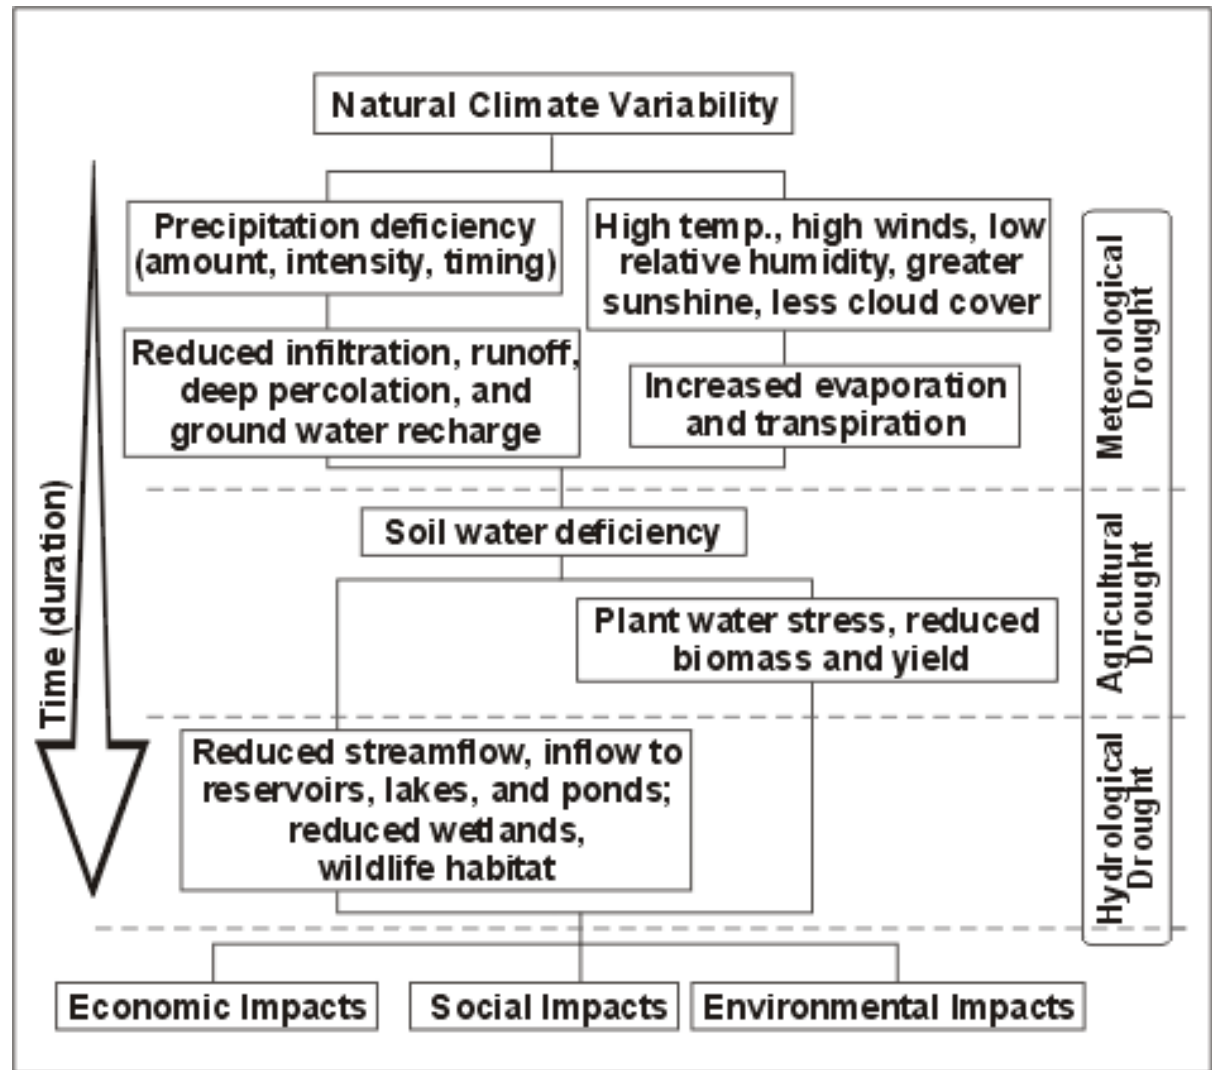 Natural Climate Variability
Precipitation deficiency
(amount, intensity, timing)
High temp., high winds, low
relative humidity, greater
sunshine, less cloud cover
Reduced infiltration, runoff,
deep percolation, and
ground water recharge
Increased evaporation
and transpiration
Meteorological
Drought
Time (duration)
Soil water deficiency
Plant water stress, reduced
biomass and yield
Agricultural
Drought
Reduced streamflow, inflow to
reservoirs, lakes, and ponds;
reduced wetlands,
wildlife habitat
Hydrological
Drought
Economic Impacts
Social Impacts
Environmental Impacts